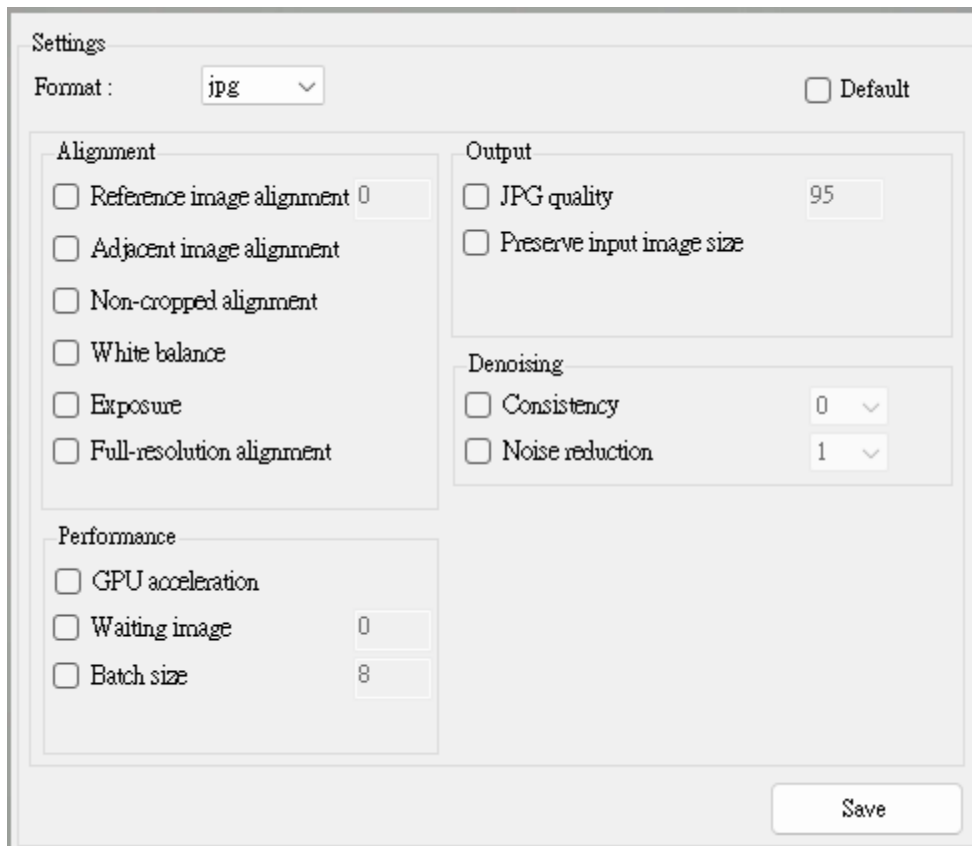 Settings
Format : jpg Default
Alignment
Reference image alignment 0
Adjacent image alignment
Non-cropped alignment
White balance
Exposure
Full-resolution alignment
Performance
GPU acceleration
Waiting image 0
Batch size 8
Output
JPG quality 95
Preserve input image size
Denoising
Consistency 0
Noise reduction 1
Save